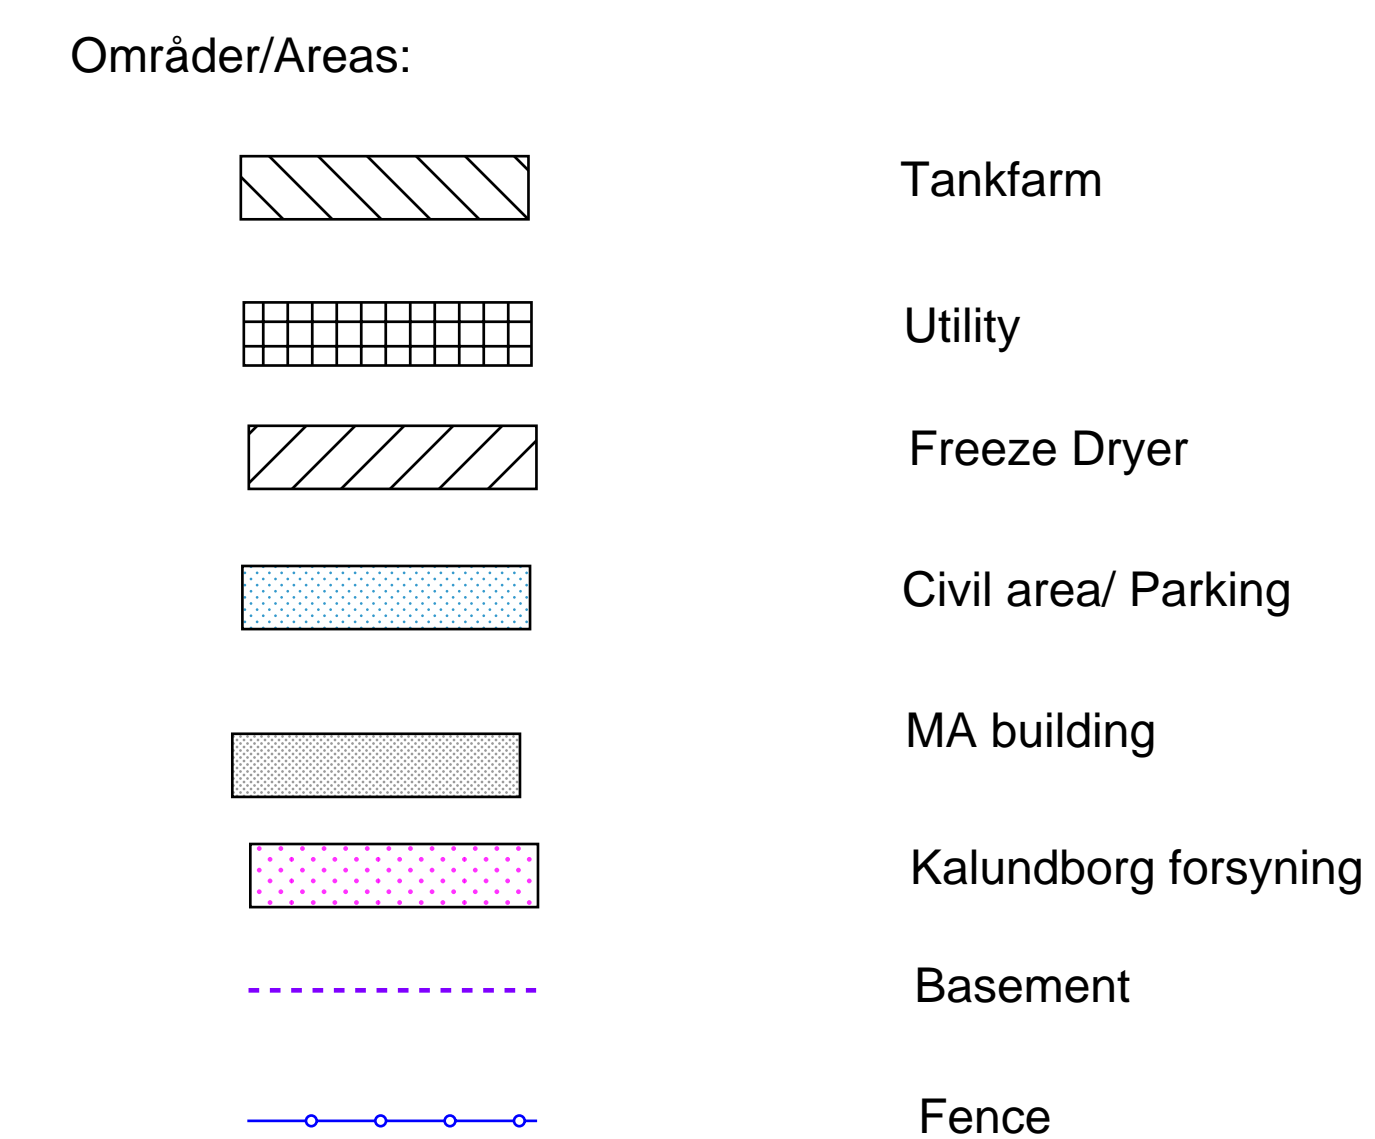 Områder/Areas:
Tankfarm
Utility
Freeze Dryer
Civil area/ Parking
MA building
Kalundborg forsyning
Basement
Fence